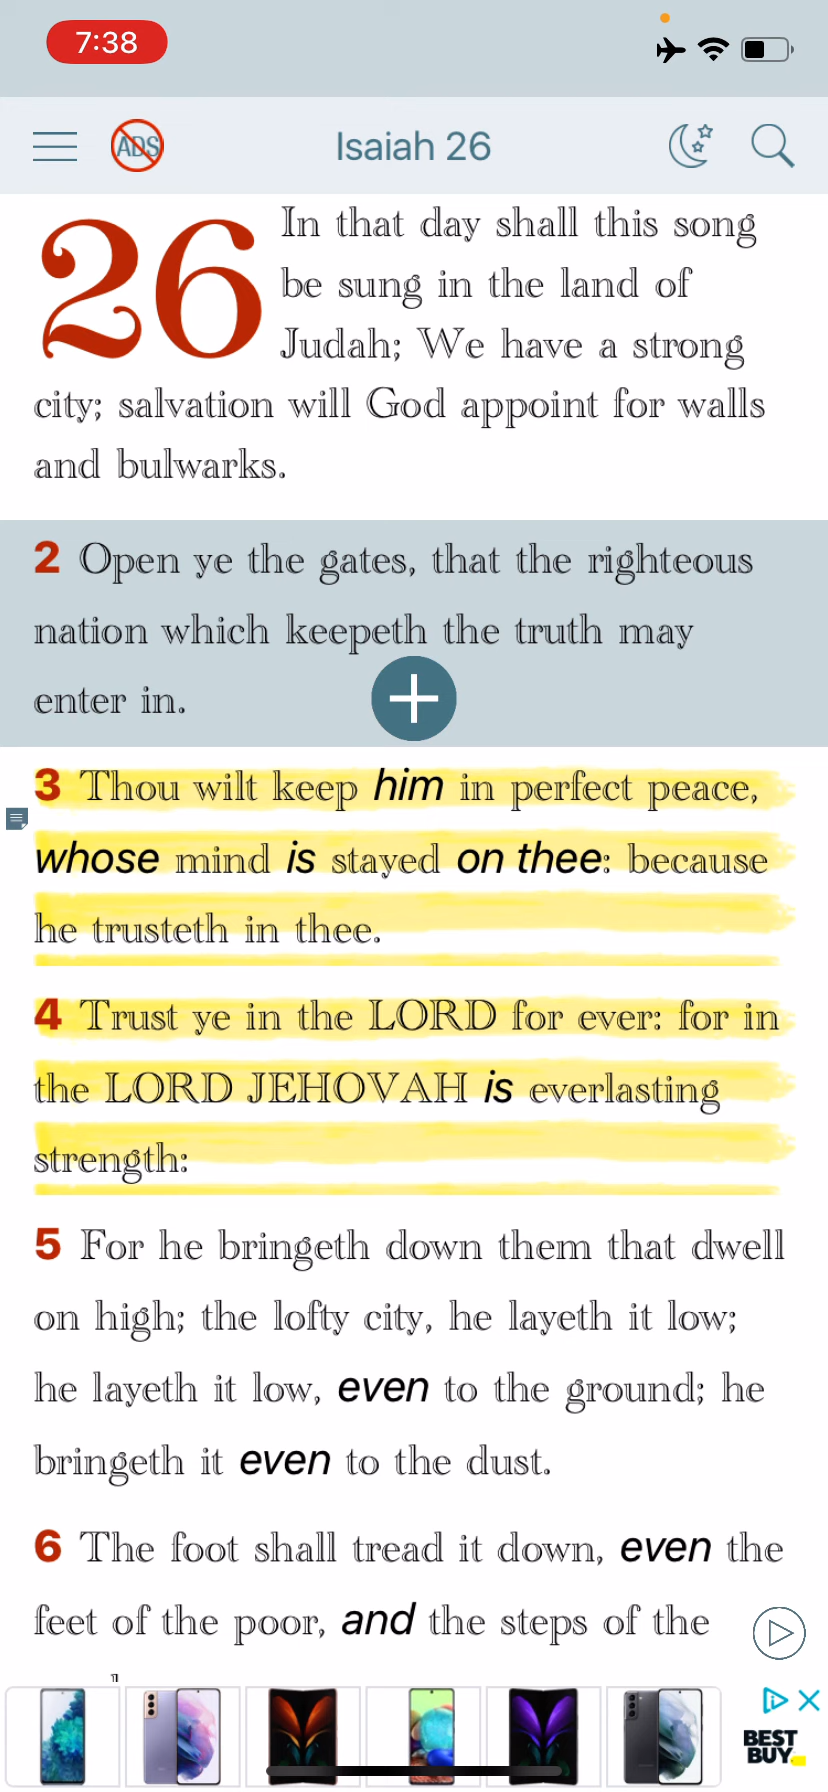 7:38
ADS
Isaiah 26
26 In that day shall this song
be sung in the land of
Judah; We have a strong
city; salvation will God appoint for walls
and bulwarks.
2 Open ye the gates, that the righteous
nation which keepeth the truth may
enter in.
3 Thou wilt keep him in perfect peace,
whose mind is stayed on thee: because
he trusteth in thee.
4 Trust ye in the LORD for ever: for in
the LORD JEHOVAH is everlasting
strength:
5 For he bringeth down them that dwell
on high; the lofty city, he layeth it low;
he layeth it low, even to the ground; he
bringeth it even to the dust.
6 The foot shall tread it down, even the
feet of the poor, and the steps of the
BEST
BUY